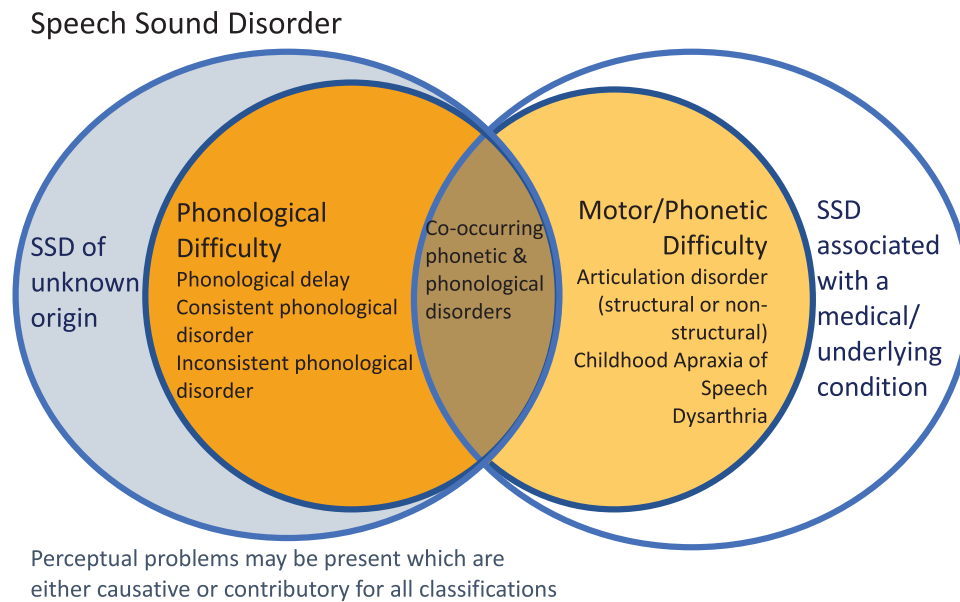 Speech Sound Disorder
SSD of
unknown
origin
Phonological
Difficulty
Phonological delay
Consistent phonological
disorder
Inconsistent phonological
disorder
Co-occurring
phonetic &
phonological
disorders
Motor/Phonetic
Difficulty
Articulation disorder
(structural or non-
structural)
Childhood Apraxia of
Speech
Dysarthria
SSD
associated
with a
medical/
underlying
condition
Perceptual problems may be present which are
either causative or contributory for all classifications